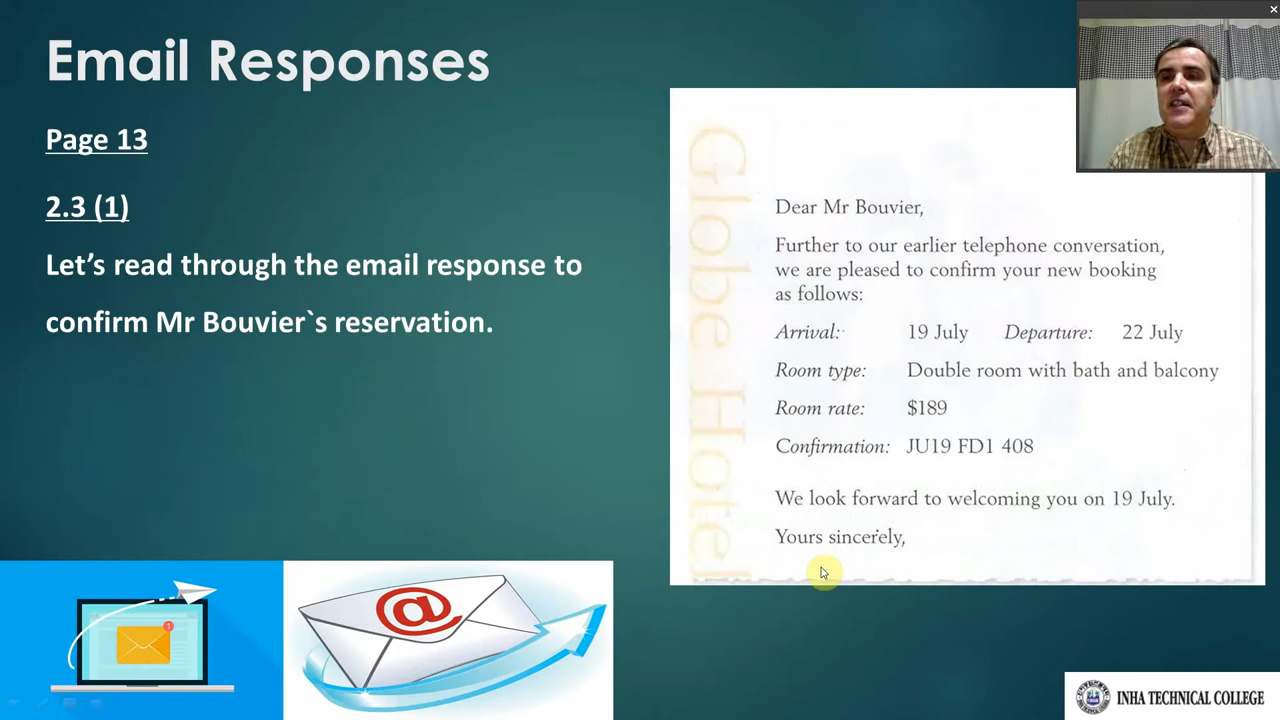 Email Responses
Page 13
2.3 (1)
Let’s read through the email response to
confirm Mr Bouvier`s reservation.
Globe Hotel
Dear Mr Bouvier,
Further to our earlier telephone conversation,
we are pleased to confirm your new booking
as follows:
Arrival: 19 July Departure: 22 July
Room type: Double room with bath and balcony
Room rate: $189
Confirmation: JU19 FD1 408
We look forward to welcoming you on 19 July.
Yours sincerely,
@
1
INHA TECHNICAL COLLEGE